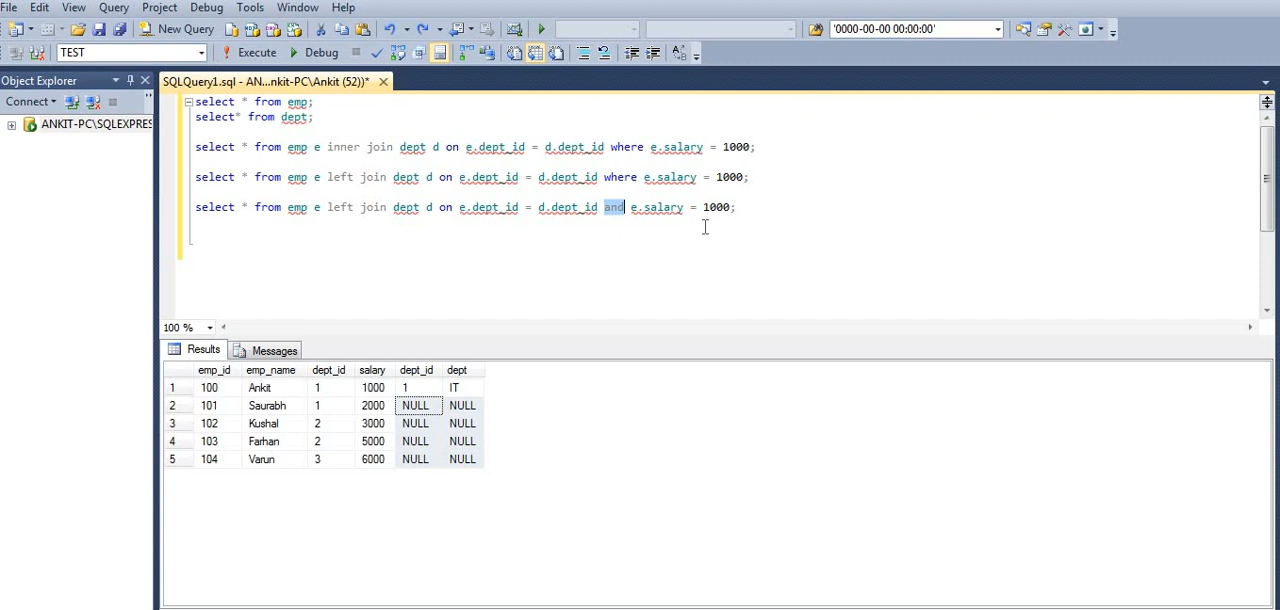 File Edit View Query Project Debug Tools Window Help
New Query '0000-00-00 00:00:00'
TEST Execute Debug
Object Explorer
SQLQuery1.sql - AN...nkit-PC\Ankit (52))*
Connect
ANKIT-PC\SQLEXPRES
select * from emp;
select* from dept;
select * from emp e inner join dept d on e.dept_id = d.dept_id where e.salary = 1000;
select * from emp e left join dept d on e.dept_id = d.dept_id where e.salary = 1000;
select * from emp e left join dept d on e.dept_id = d.dept_id and e.salary = 1000;
100 %
Results Messages
emp_id emp_name dept_id salary dept_id dept
1 100 Ankit 1 1000 1 IT
2 101 Saurabh 1 2000 NULL NULL
3 102 Kushal 2 3000 NULL NULL
4 103 Farhan 2 5000 NULL NULL
5 104 Varun 3 6000 NULL NULL